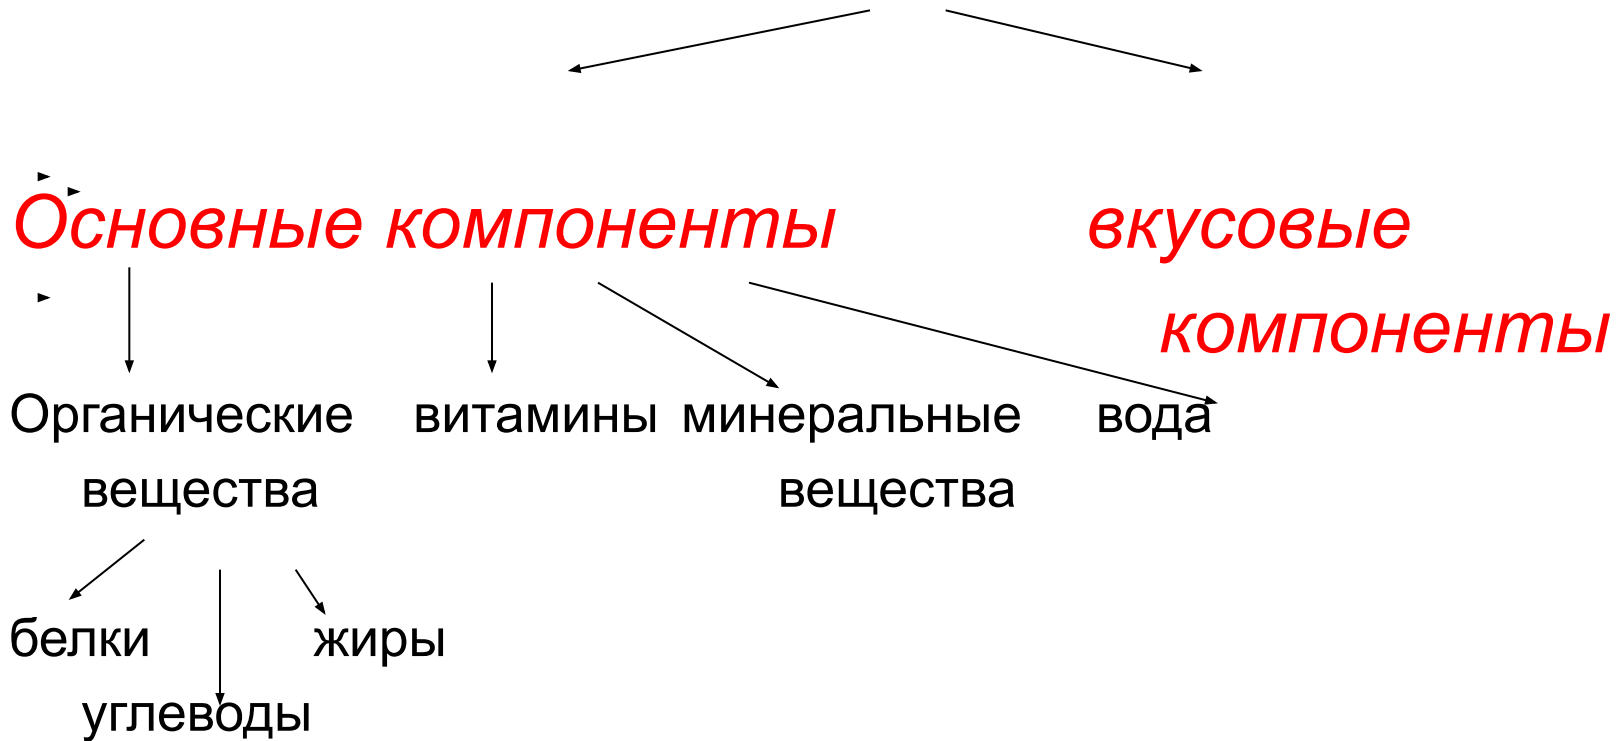 Основные компоненты вкусовые
компоненты
Органические витамины минеральные вода
вещества вещества
белки жиры
углеводы